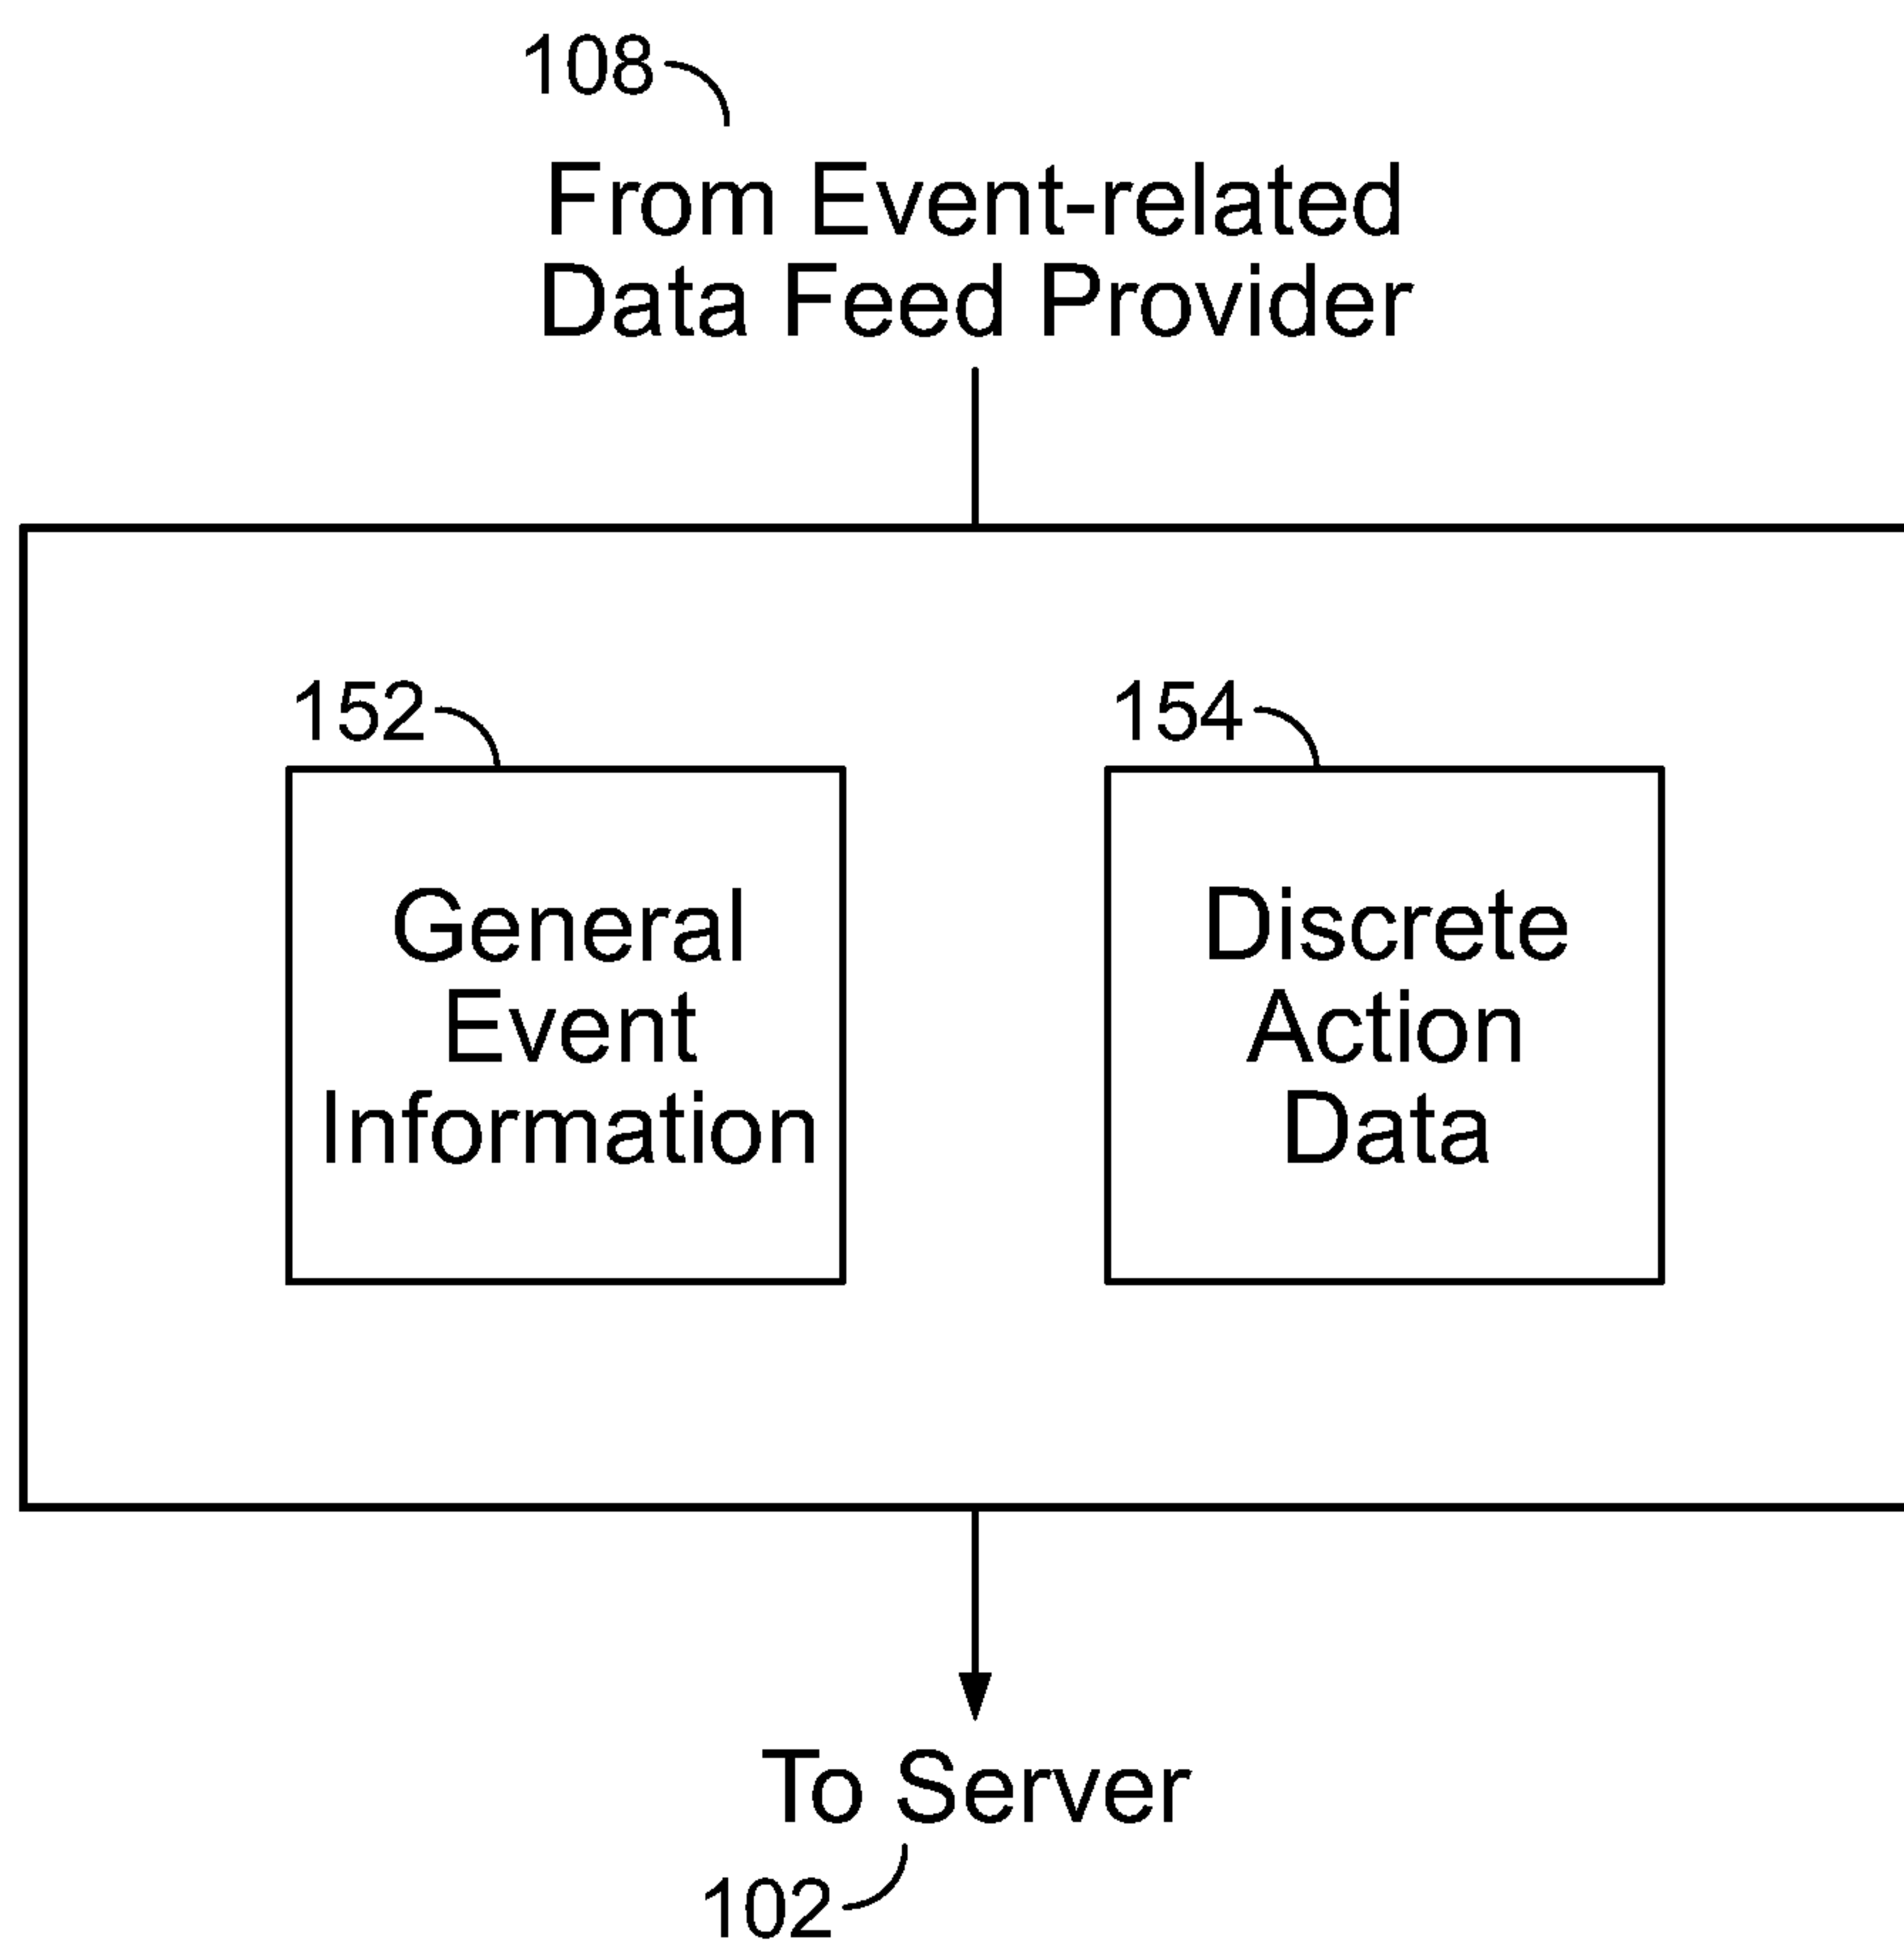 108
From Event-related
Data Feed Provider
152
154
General
Event
Information
Discrete
Action
Data
To Server
102